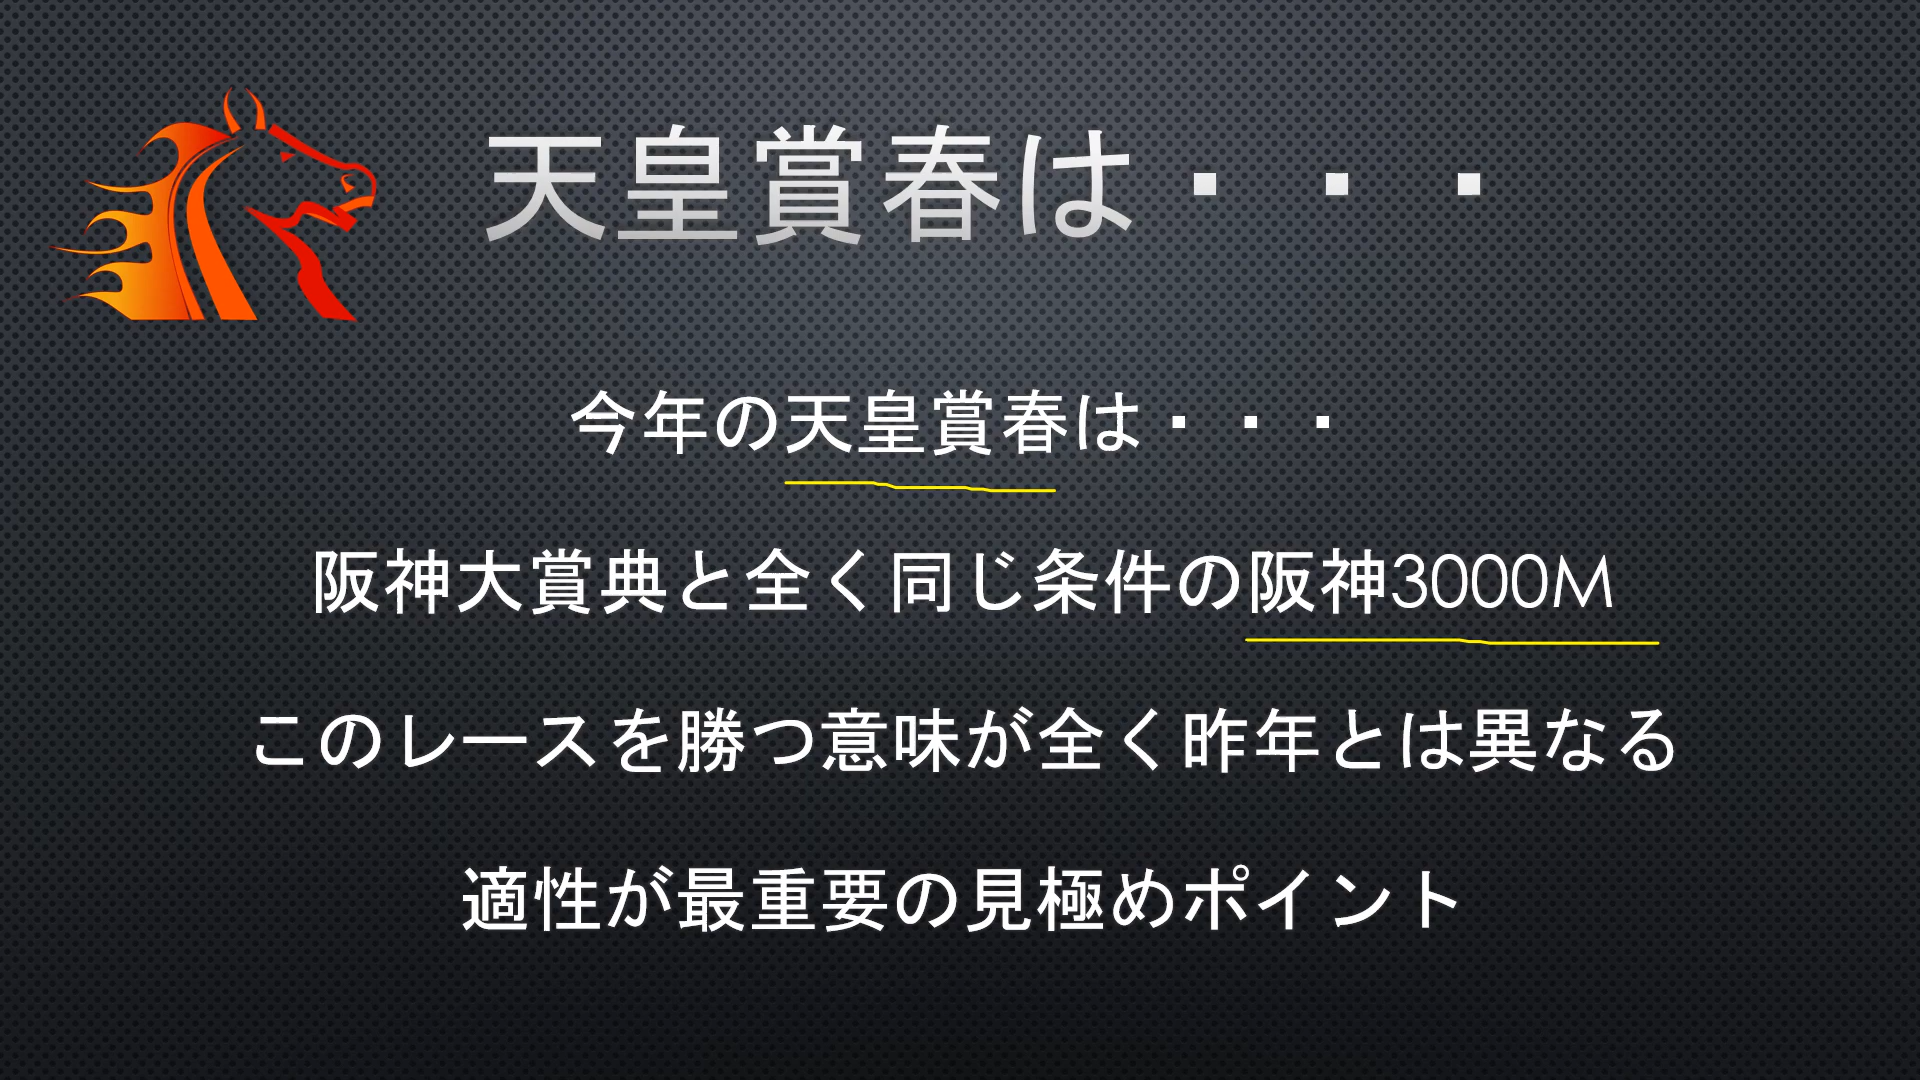 天皇賞春は・・・
今年の天皇賞春は・・・
阪神大賞典と全く同じ条件の阪神3000M
このレースを勝つ意味が全く昨年とは異なる
適性が最重要の見極めポイント